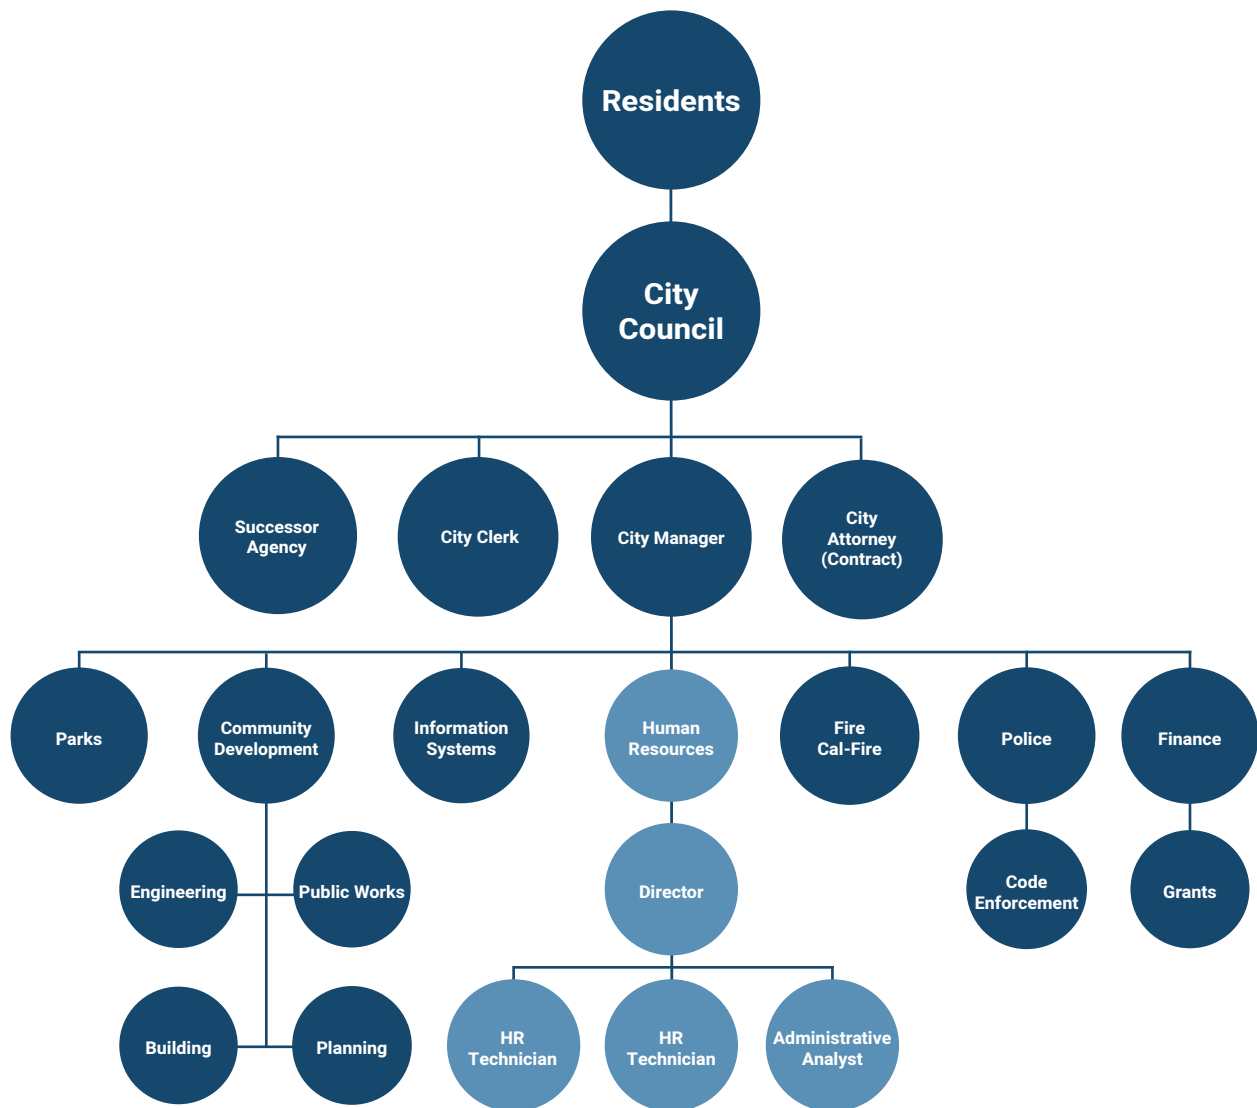 Residents
City
Council
Successor
Agency
City Clerk
City Manager
City
Attorney
(Contract)
Parks
Community
Development
Information
Systems
Human
Resources
Fire
Cal-Fire
Police
Finance
Engineering
Public Works
Director
Code
Enforcement
Grants
Building
Planning
HR
Technician
HR
Technician
Administrative
Analyst